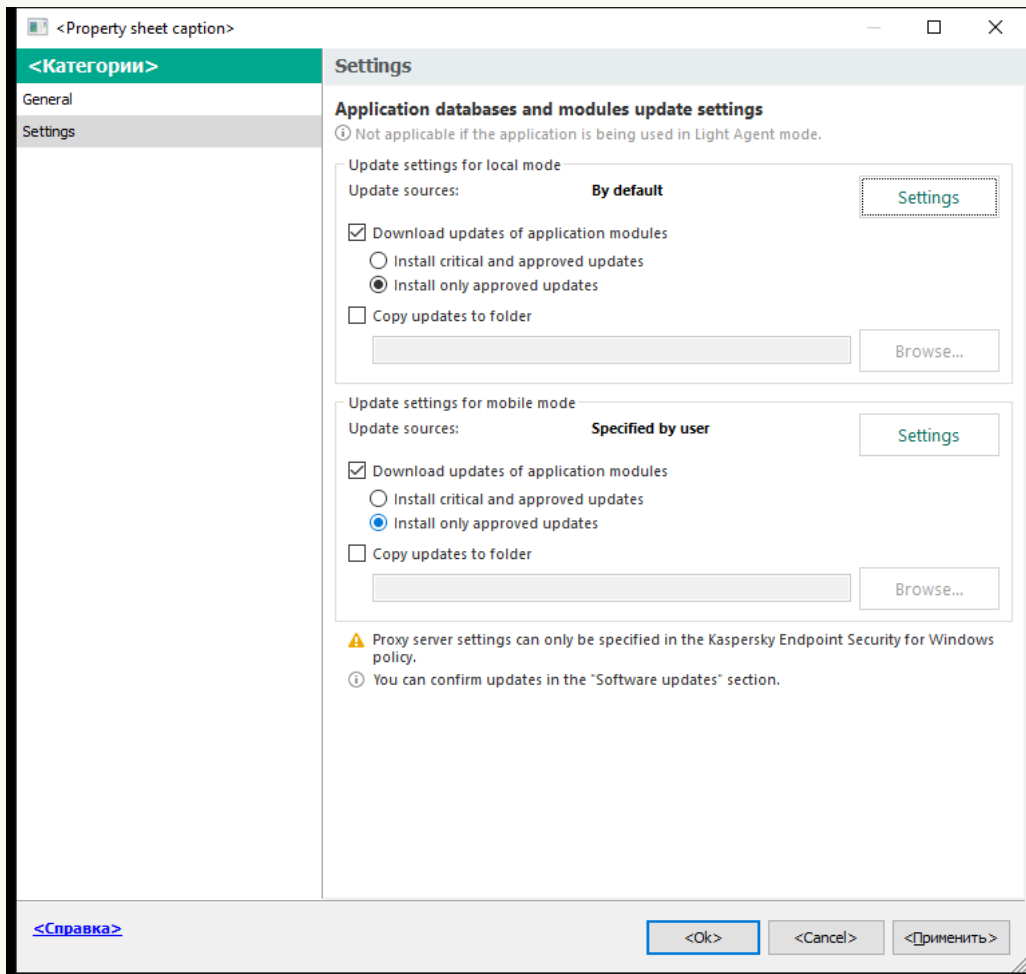 <Property sheet caption>
<Категории>
General
Settings
Settings
Application databases and modules update settings
Not applicable if the application is being used in Light Agent mode.
Update settings for local mode
Update sources: By default Settings
Download updates of application modules
Install critical and approved updates
Install only approved updates
Copy updates to folder
Browse...
Update settings for mobile mode
Update sources: Specified by user Settings
Download updates of application modules
Install critical and approved updates
Install only approved updates
Copy updates to folder
Browse...
Proxy server settings can only be specified in the Kaspersky Endpoint Security for Windows
policy.
You can confirm updates in the "Software updates" section.
<Справка> <Ok> <Cancel> <Применить>